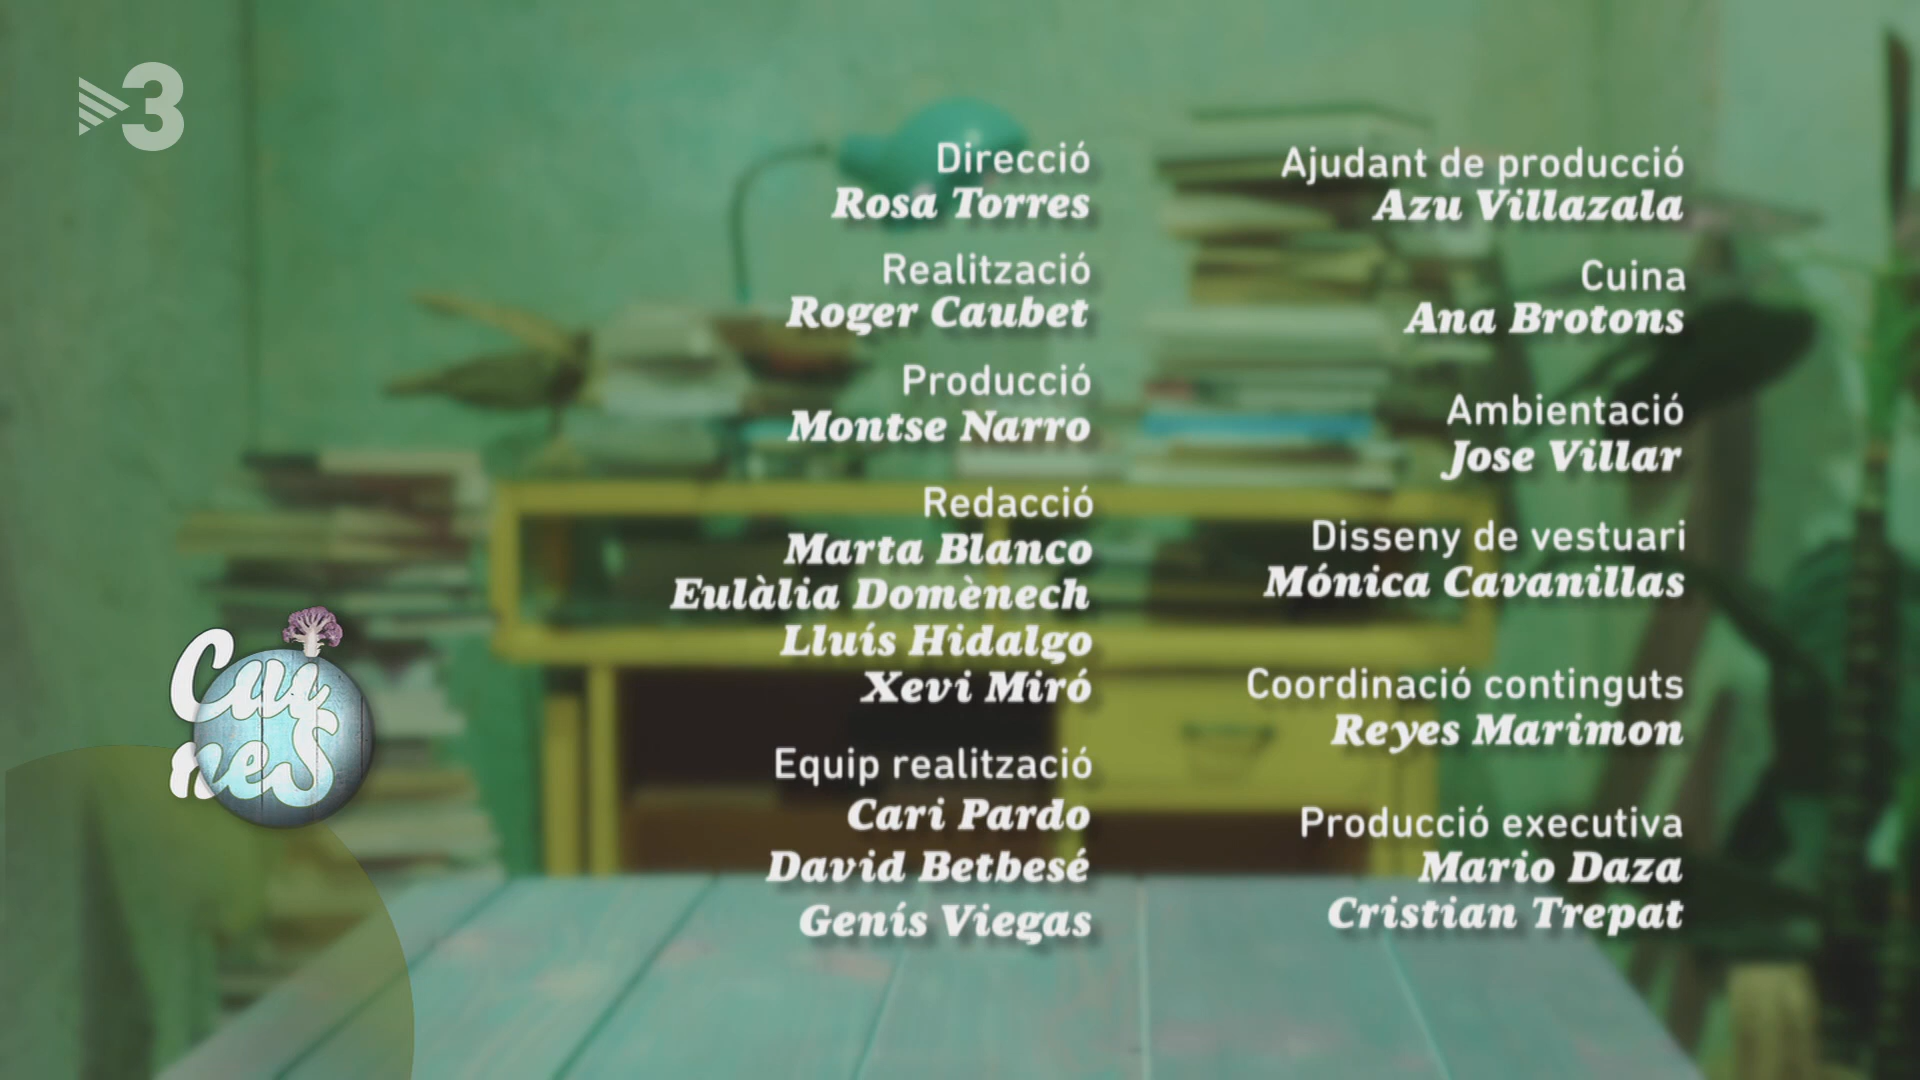 3
Direcció
Rosa Torres
Realització
Roger Caubet
Producció
Montse Narro
Redacció
Marta Blanco
Eulàlia Domènech
Lluís Hidalgo
Xevi Miró
Equip realització
Cari Pardo
David Betbesé
Genís Viegas
Ajudant de producció
Azu Villazala
Cuina
Ana Brotons
Ambientació
Jose Villar
Disseny de vestuari
Mónica Cavanillas
Coordinació continguts
Reyes Marimon
Producció executiva
Mario Daza
Cristian Trepat
Cui
nes